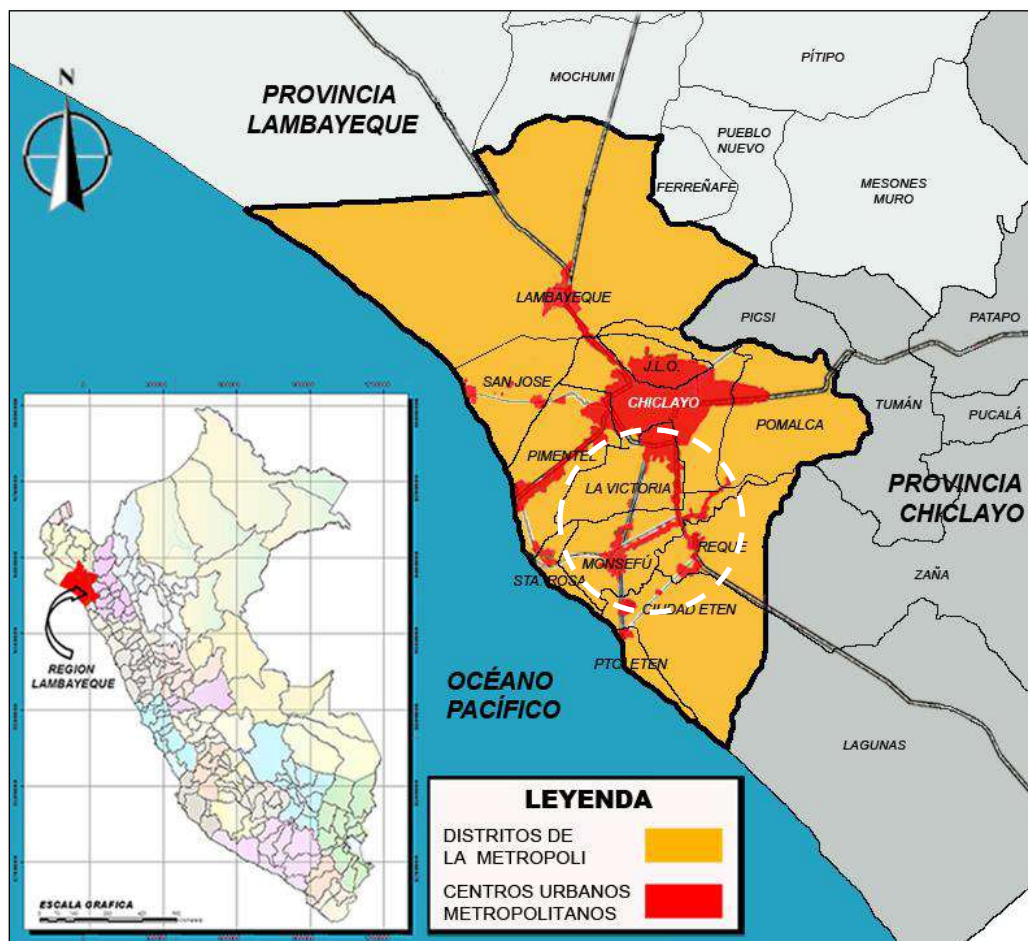 N
PROVINCIA
LAMBAYEQUE
MOCHUMI
PÍTIPO
PUEBLO
NUEVO
FERREÑAFE
MESONES
MURO
LAMBAYEQUE
PICSI
PATAPO
SAN JOSE
J.L.O.
CHICLAYO
TUMÁN
PUCALÁ
POMALCA
PIMENTEL
LA VICTORIA
PROVINCIA
CHICLAYO
REQUE
MONSEFÚ
STA. ROSA
ZAÑA
CIUDAD ETEN
PTO. ETEN
OCÉANO
PACÍFICO
LAGUNAS
REGION
LAMBAYEQUE
ESCALA GRAFICA
LEYENDA
DISTRITOS DE
LA METROPOLI
CENTROS URBANOS
METROPOLITANOS